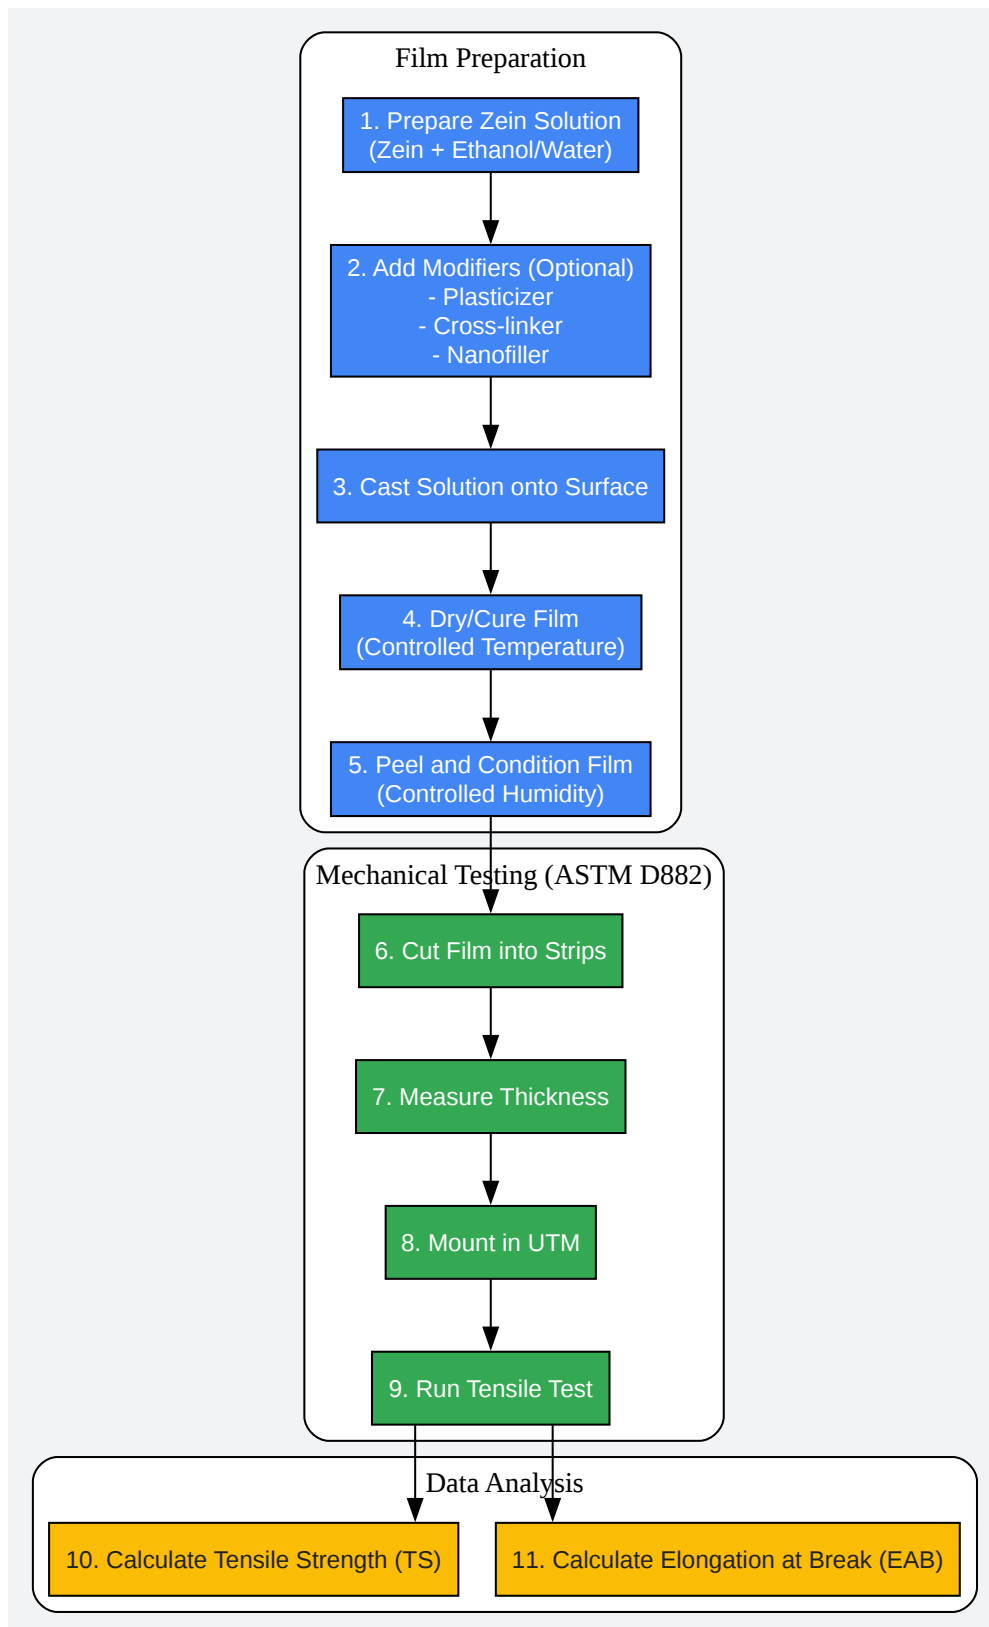 Film Preparation
1. Prepare Zein Solution
(Zein + Ethanol/Water)
2. Add Modifiers (Optional)
- Plasticizer
- Cross-linker
- Nanofiller
3. Cast Solution onto Surface
4. Dry/Cure Film
(Controlled Temperature)
5. Peel and Condition Film
(Controlled Humidity)
Mechanical Testing (ASTM D882)
6. Cut Film into Strips
7. Measure Thickness
8. Mount in UTM
9. Run Tensile Test
Data Analysis
10. Calculate Tensile Strength (TS)
11. Calculate Elongation at Break (EAB)